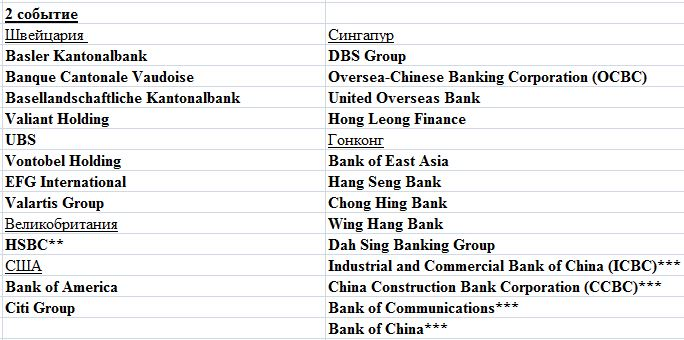 2 событие
Швейцария
Basler Kantonalbank
Banque Cantonale Vaudoise
Basellandschaftliche Kantonalbank
Valiant Holding
UBS
Vontobel Holding
EFG International
Valartis Group
Великобритания
HSBC**
США
Bank of America
Citi Group
Сингапур
DBS Group
Oversea-Chinese Banking Corporation (OCBC)
United Overseas Bank
Hong Leong Finance
Гонконг
Bank of East Asia
Hang Seng Bank
Chong Hing Bank
Wing Hang Bank
Dah Sing Banking Group
Industrial and Commercial Bank of China (ICBC)***
China Construction Bank Corporation (CCBC)***
Bank of Communications***
Bank of China***